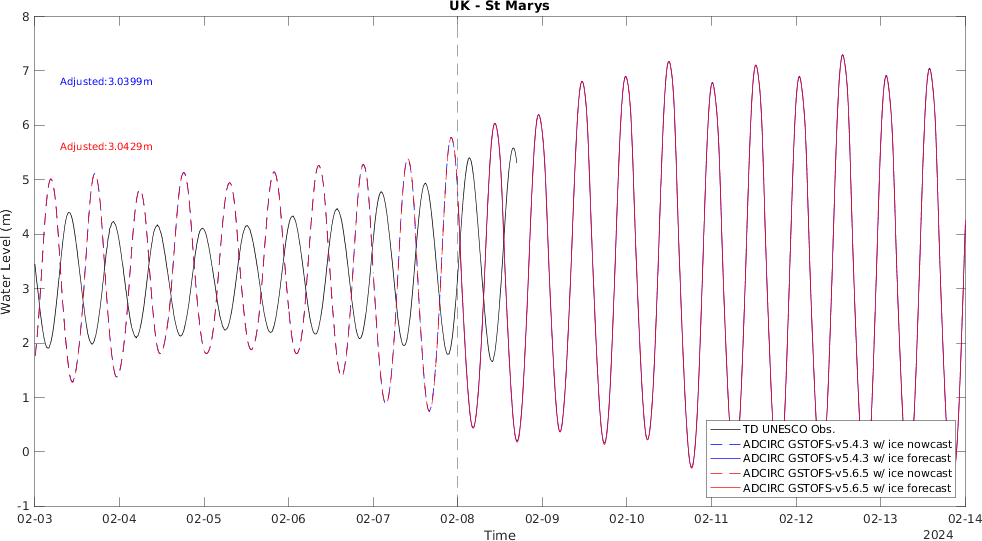 UK - St Marys
8
7
6
5
4
3
2
1
0
-1
Water Level (m)
Adjusted:3.0399m
Adjusted:3.0429m
TD UNESCO Obs.
ADCIRC GSTOFS-v5.4.3 w/ ice nowcast
ADCIRC GSTOFS-v5.4.3 w/ ice forecast
ADCIRC GSTOFS-v5.6.5 w/ ice nowcast
ADCIRC GSTOFS-v5.6.5 w/ ice forecast
02-03 02-04 02-05 02-06 02-07 02-08 02-09 02-10 02-11 02-12 02-13 02-14
Time
2024